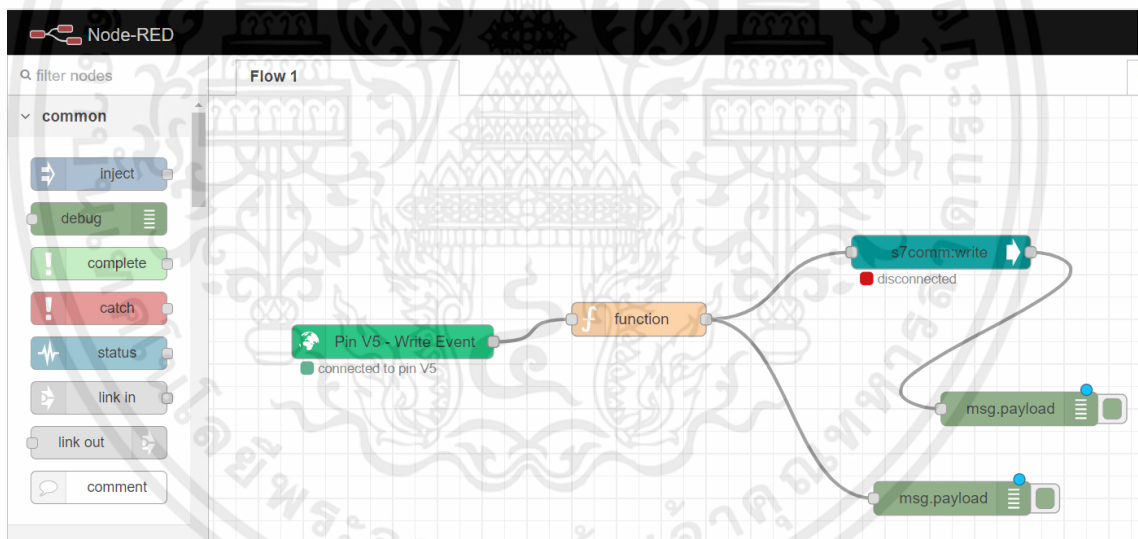 Node-RED
filter nodes
Flow 1
common
inject
debug
complete
catch
status
link in
link out
comment
Pin V5 - Write Event
connected to pin V5
function
s7comm:write
disconnected
msg.payload
msg.payload